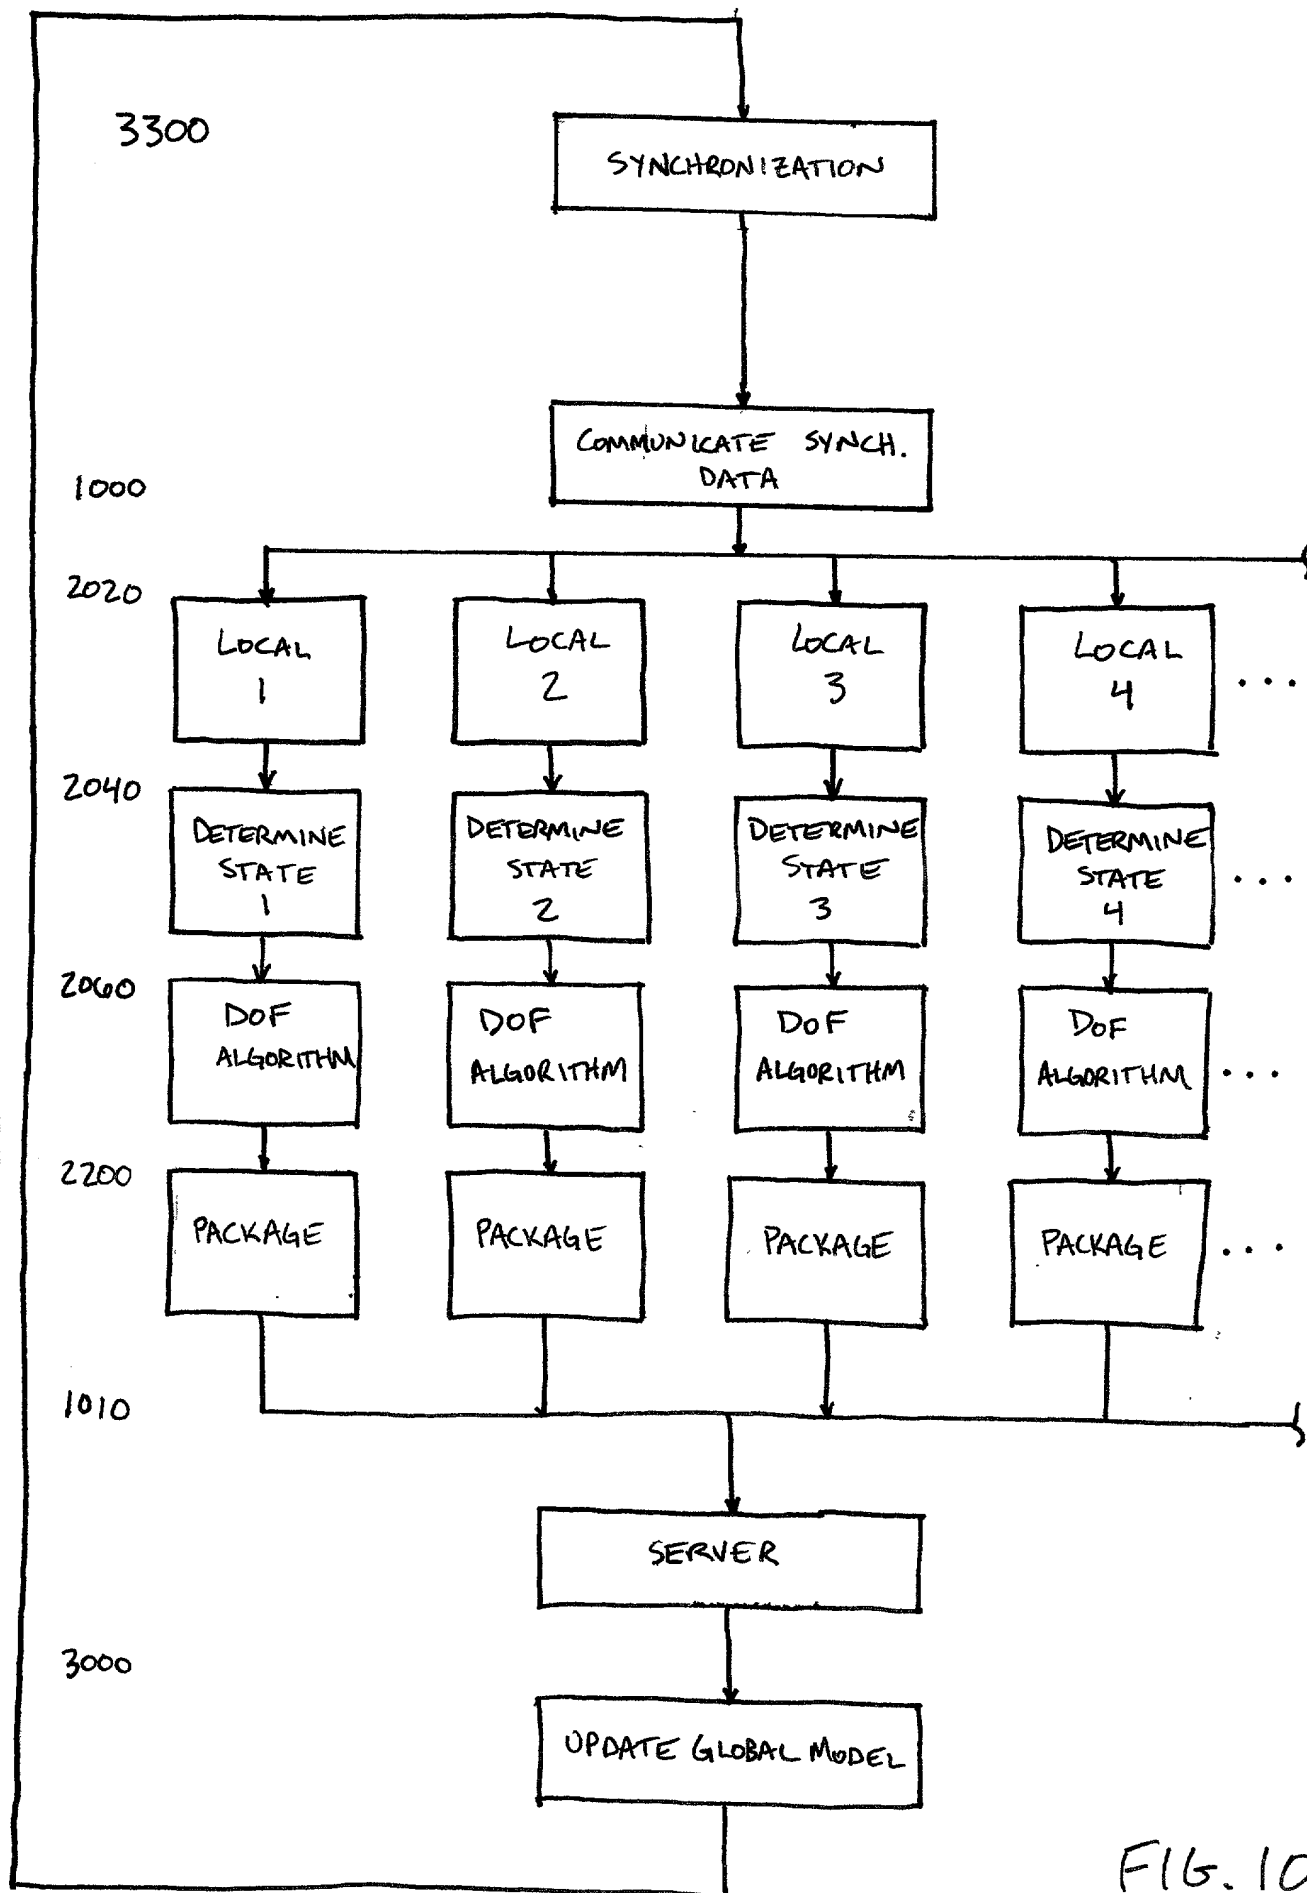 3300
SYNCHRONIZATION
COMMUNICATE SYNCH.
DATA
1000
2020
LOCAL
1
LOCAL
2
LOCAL
3
LOCAL
4
...
2040
DETERMINE
STATE
1
DETERMINE
STATE
2
DETERMINE
STATE
3
DETERMINE
STATE
4
...
2060
DOF
ALGORITHM
DOF
ALGORITHM
DOF
ALGORITHM
DOF
ALGORITHM
...
2200
PACKAGE
PACKAGE
PACKAGE
PACKAGE
...
1010
SERVER
3000
UPDATE GLOBAL MODEL
FIG. 10